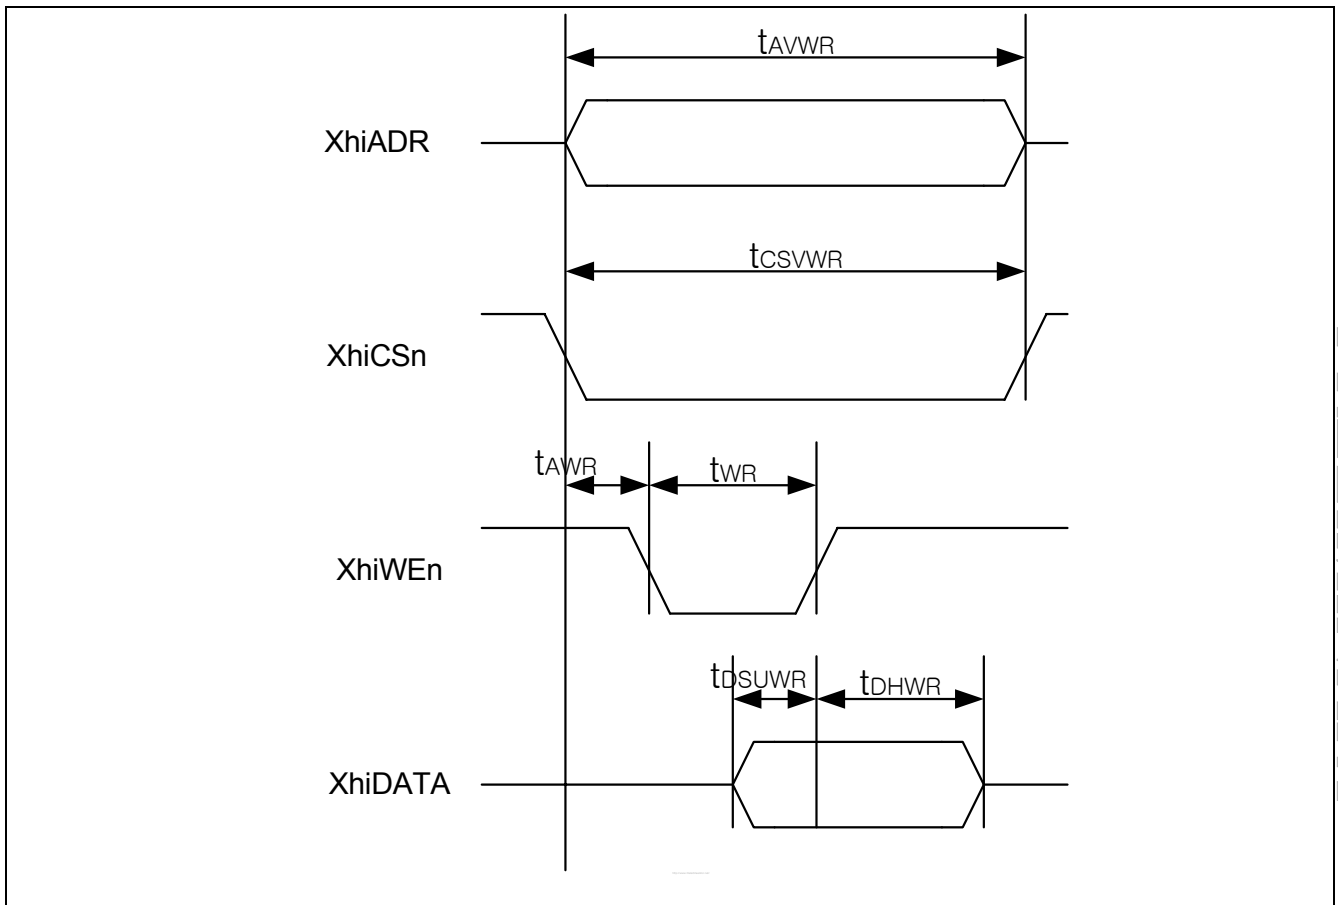 tAVWR
XhiADR
tCSVWR
XhiCSn
tAWR
tWR
XhiWEn
tDSUWR
tDHWR
XhiDATA